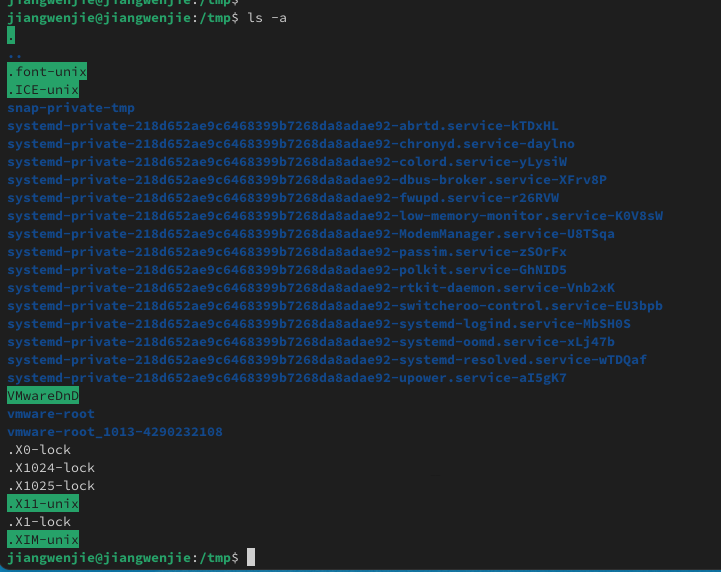 jiangwenjie@jiangwenjie:/tmp$
jiangwenjie@jiangwenjie:/tmp$ ls -a
.
..
.font-unix
.ICE-unix
snap-private-tmp
systemd-private-218d652ae9c6468399b7268da8adae92-abrtd.service-kTDxHL
systemd-private-218d652ae9c6468399b7268da8adae92-chronyd.service-daylno
systemd-private-218d652ae9c6468399b7268da8adae92-colord.service-yLysiW
systemd-private-218d652ae9c6468399b7268da8adae92-dbus-broker.service-XFrv8P
systemd-private-218d652ae9c6468399b7268da8adae92-fwupd.service-r26RVW
systemd-private-218d652ae9c6468399b7268da8adae92-low-memory-monitor.service-K0V8sW
systemd-private-218d652ae9c6468399b7268da8adae92-ModemManager.service-U8TSqa
systemd-private-218d652ae9c6468399b7268da8adae92-passim.service-zSOrFx
systemd-private-218d652ae9c6468399b7268da8adae92-polkit.service-GhNID5
systemd-private-218d652ae9c6468399b7268da8adae92-rtkit-daemon.service-Vnb2xK
systemd-private-218d652ae9c6468399b7268da8adae92-switcheroo-control.service-EU3bpb
systemd-private-218d652ae9c6468399b7268da8adae92-systemd-logind.service-MbSH0S
systemd-private-218d652ae9c6468399b7268da8adae92-systemd-oomd.service-xLj47b
systemd-private-218d652ae9c6468399b7268da8adae92-systemd-resolved.service-wTDQaf
systemd-private-218d652ae9c6468399b7268da8adae92-upower.service-aI5gK7
VMwareDnD
vmware-root
vmware-root_1013-4290232108
.X0-lock
.X1024-lock
.X1025-lock
.X11-unix
.X1-lock
.XIM-unix
jiangwenjie@jiangwenjie:/tmp$